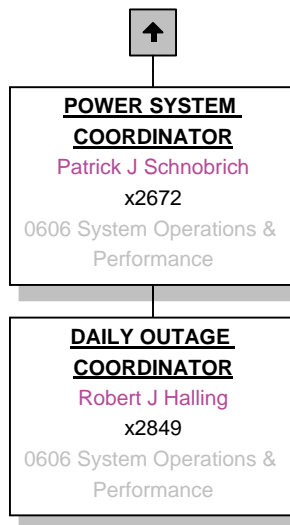 POWER SYSTEM
COORDINATOR
Patrick J Schnobrich
x2672
0606 System Operations &
Performance
DAILY OUTAGE
COORDINATOR
Robert J Halling
x2849
0606 System Operations &
Performance